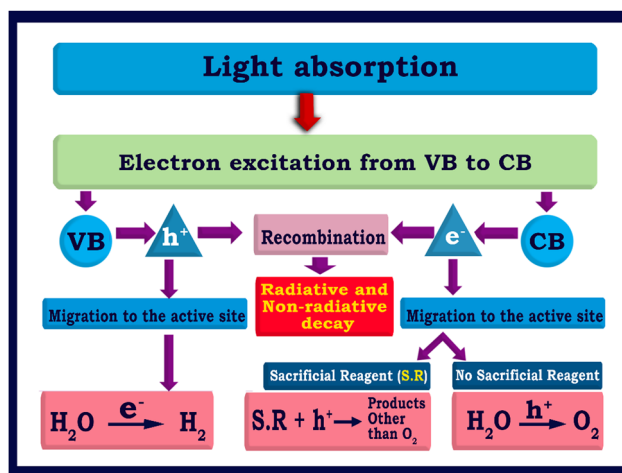 Light absorption
Electron excitation from VB to CB
VB
h⁺
Recombination
e⁻
CB
Radiative and
Non-radiative
decay
Migration to the active site
Migration to the active site
Sacrificial Reagent (S.R)
No Sacrificial Reagent
H₂O e⁻ → H₂
S.R + h⁺ → Products
Other
than O₂
H₂O h⁺ → O₂